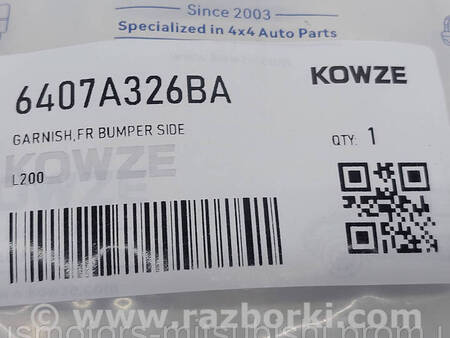 Since 2003
Specialized in 4x4 Auto Parts
KOWZE
6407A326BA
GARNISH,FR BUMPER SIDE
QTY: 1
KOWZE
L200
www.razborki.com